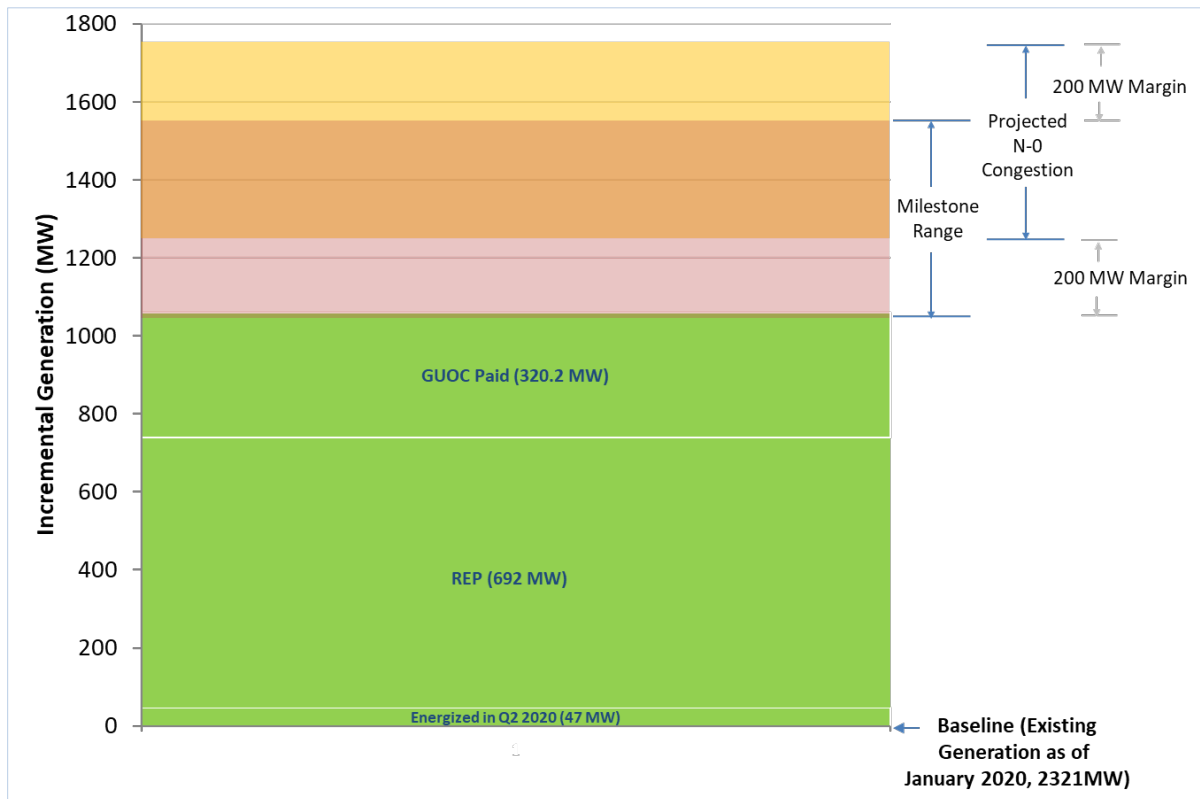 1800
1600
1400
1200
1000
800
600
400
200
0
Incremental Generation (MW)
GUOC Paid (320.2 MW)
REP (692 MW)
Energized in Q2 2020 (47 MW)
200 MW Margin
Projected
N-0
Congestion
Milestone
Range
200 MW Margin
Baseline (Existing
Generation as of
January 2020, 2321MW)